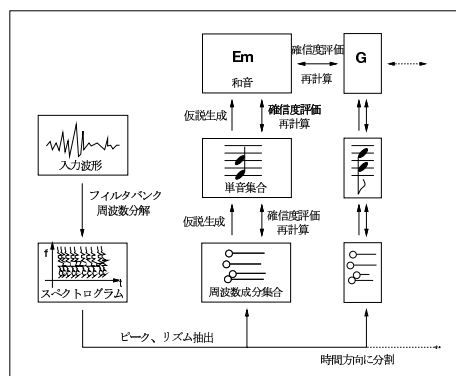 Em
和音
確信度評価
再計算
G
仮説生成
確信度評価
再計算
入力波形
単音集合
フィルタバンク
周波数分解
仮説生成
確信度評価
再計算
f
t
スペクトログラム
周波数成分集合
ピーク、リズム抽出
時間方向に分割